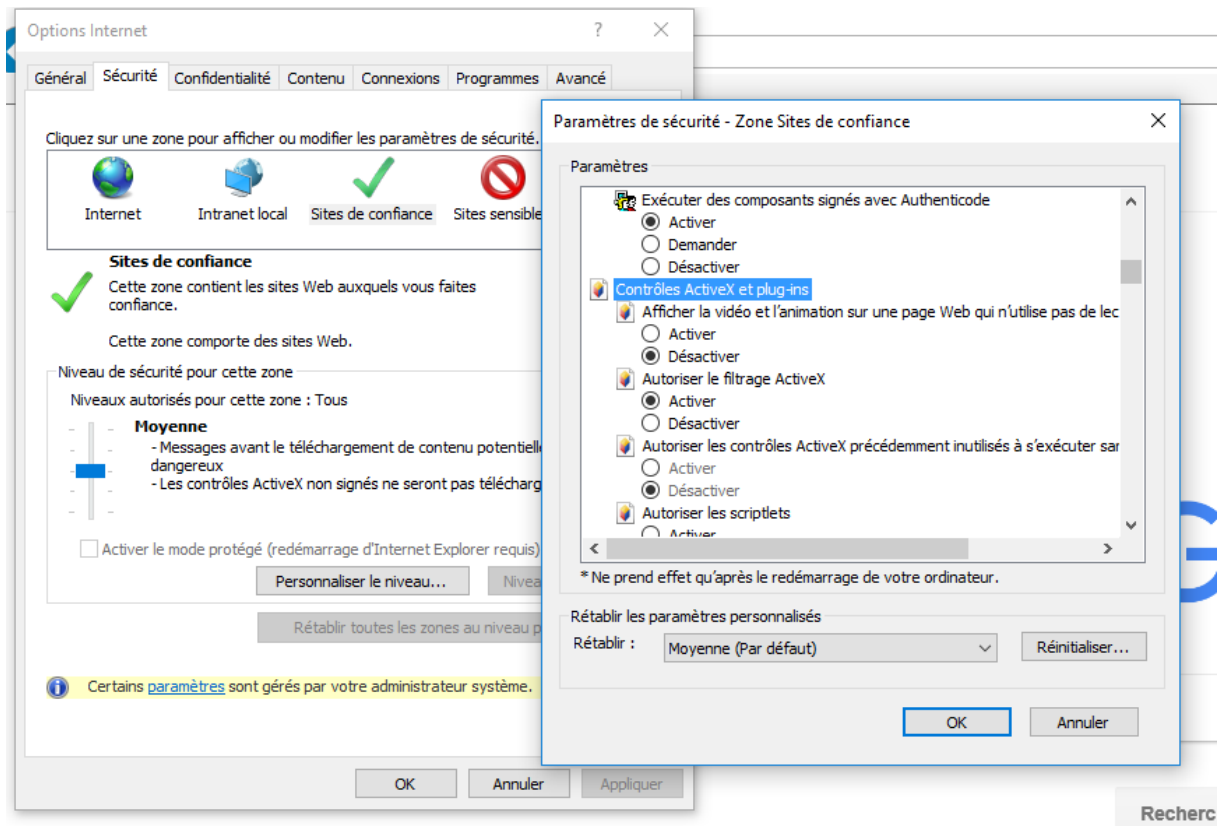 Options Internet
Général Sécurité Confidentialité Contenu Connexions Programmes Avancé
Cliquez sur une zone pour afficher ou modifier les paramètres de sécurité.
Internet
Intranet local
Sites de confiance
Sites sensible
Sites de confiance
Cette zone contient les sites Web auxquels vous faites
confiance.
Cette zone comporte des sites Web.
Niveau de sécurité pour cette zone
Niveaux autorisés pour cette zone : Tous
Moyenne
- Messages avant le téléchargement de contenu potentiell
dangereux
- Les contrôles ActiveX non signés ne seront pas télécharg
Activer le mode protégé (redémarrage d'Internet Explorer requis)
Personnaliser le niveau...
Nivea
Rétablir toutes les zones au niveau p
Certains paramètres sont gérés par votre administrateur système.
OK Annuler Appliquer
Paramètres de sécurité - Zone Sites de confiance
Paramètres
Exécuter des composants signés avec Authenticode
Activer
Demander
Désactiver
Contrôles ActiveX et plug-ins
Afficher la vidéo et l'animation sur une page Web qui n'utilise pas de lec
Activer
Désactiver
Autoriser le filtrage ActiveX
Activer
Désactiver
Autoriser les contrôles ActiveX précédemment inutilisés à s'exécuter sar
Activer
Désactiver
Autoriser les scriptlets
Activer
* Ne prend effet qu'après le redémarrage de votre ordinateur.
Rétablir les paramètres personnalisés
Rétablir : Moyenne (Par défaut) Réinitialiser...
OK Annuler
G
Recherc